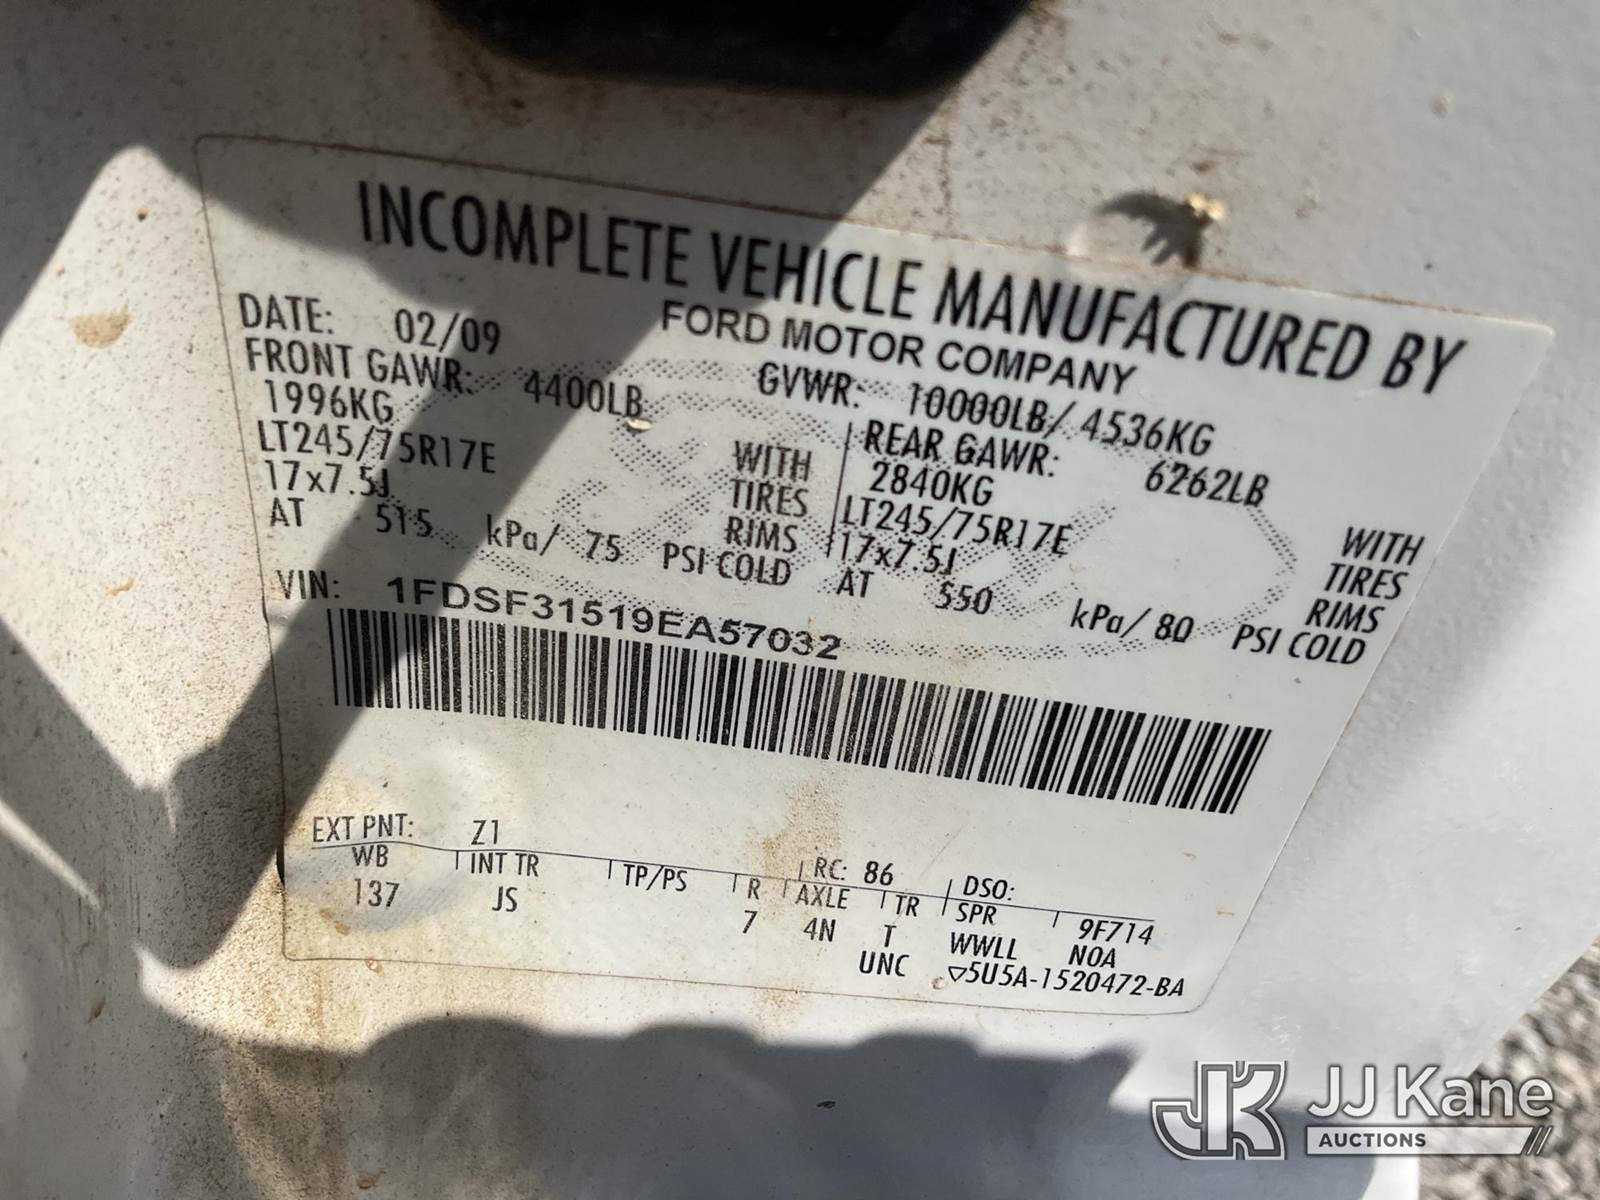 INCOMPLETE VEHICLE MANUFACTURED BY
FORD MOTOR COMPANY
DATE: 02/09 GVWR: 10000LB/ 4536KG
FRONT GAWR: 4400LB REAR GAWR: 6262LB
1996KG WITH 2840KG WITH
LT245/75R17E TIRES LT245/75R17E TIRES
17x7.5J RIMS 17x7.5J RIMS
AT 515 kPa/ 75 PSI COLD AT 550 kPa/ 80 PSI COLD
VIN: 1FDSF31519EA57032
EXT PNT: Z1 RC: 86 DSO:
WB INT TR TP/PS R AXLE TR SPR 9F714
137 JS 7 4N T WWLL NOA
UNC ▽5U5A-1520472-BA
JK JJ Kane
AUCTIONS